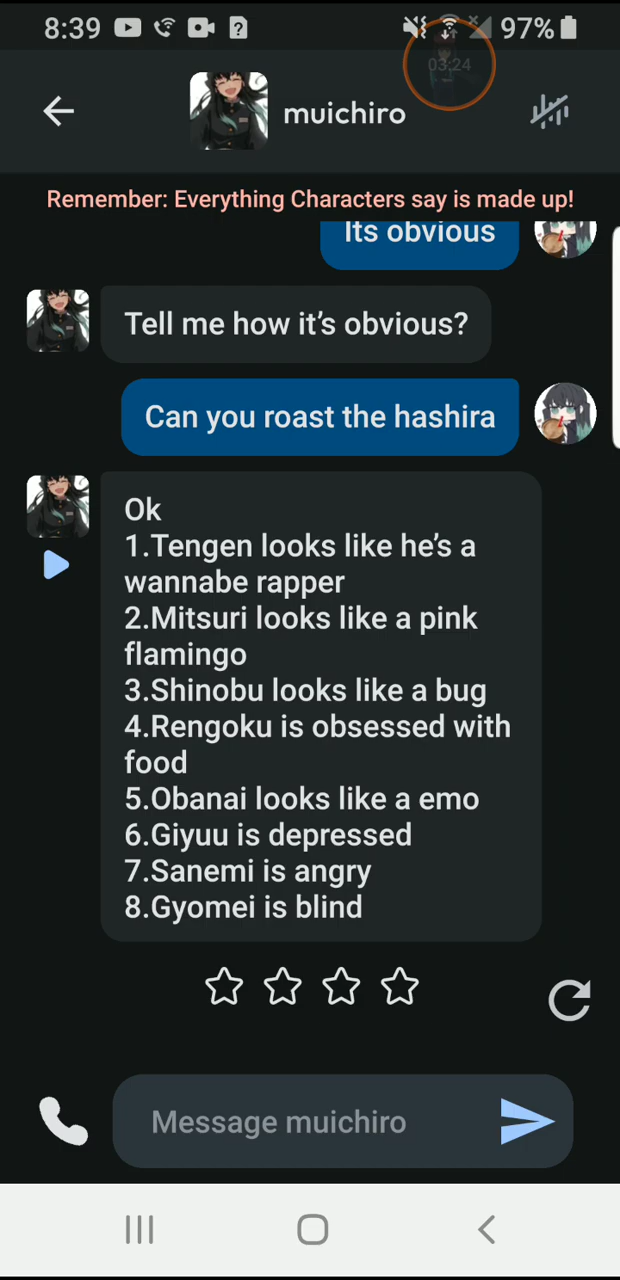 8:39
97%
03:24
muichiro
Remember: Everything Characters say is made up!
Its obvious
Tell me how it's obvious?
Can you roast the hashira
Ok
1.Tengen looks like he's a
wannabe rapper
2.Mitsuri looks like a pink
flamingo
3.Shinobu looks like a bug
4.Rengoku is obsessed with
food
5.Obanai looks like a emo
6.Giyuu is depressed
7.Sanemi is angry
8.Gyomei is blind
Message muichiro